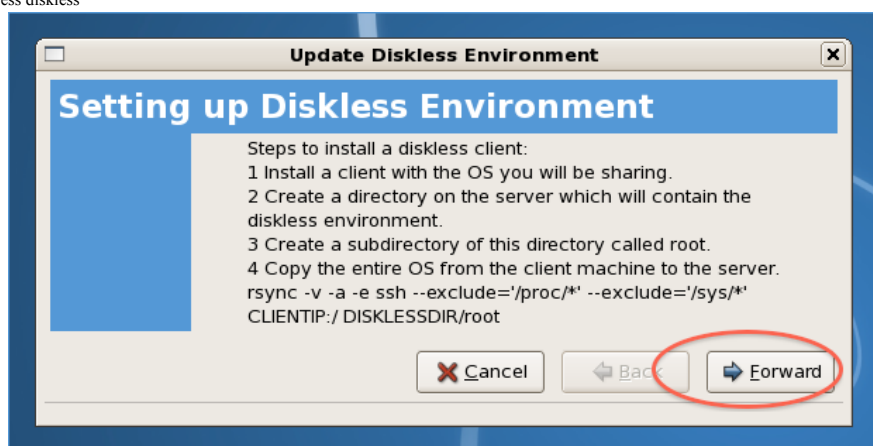 ess diskless
Update Diskless Environment
Setting up Diskless Environment
Steps to install a diskless client:
1 Install a client with the OS you will be sharing.
2 Create a directory on the server which will contain the
diskless environment.
3 Create a subdirectory of this directory called root.
4 Copy the entire OS from the client machine to the server.
rsync -v -a -e ssh --exclude='/proc/*' --exclude='/sys/*'
CLIENTIP:/ DISKLESSDIR/root
Cancel Back Forward